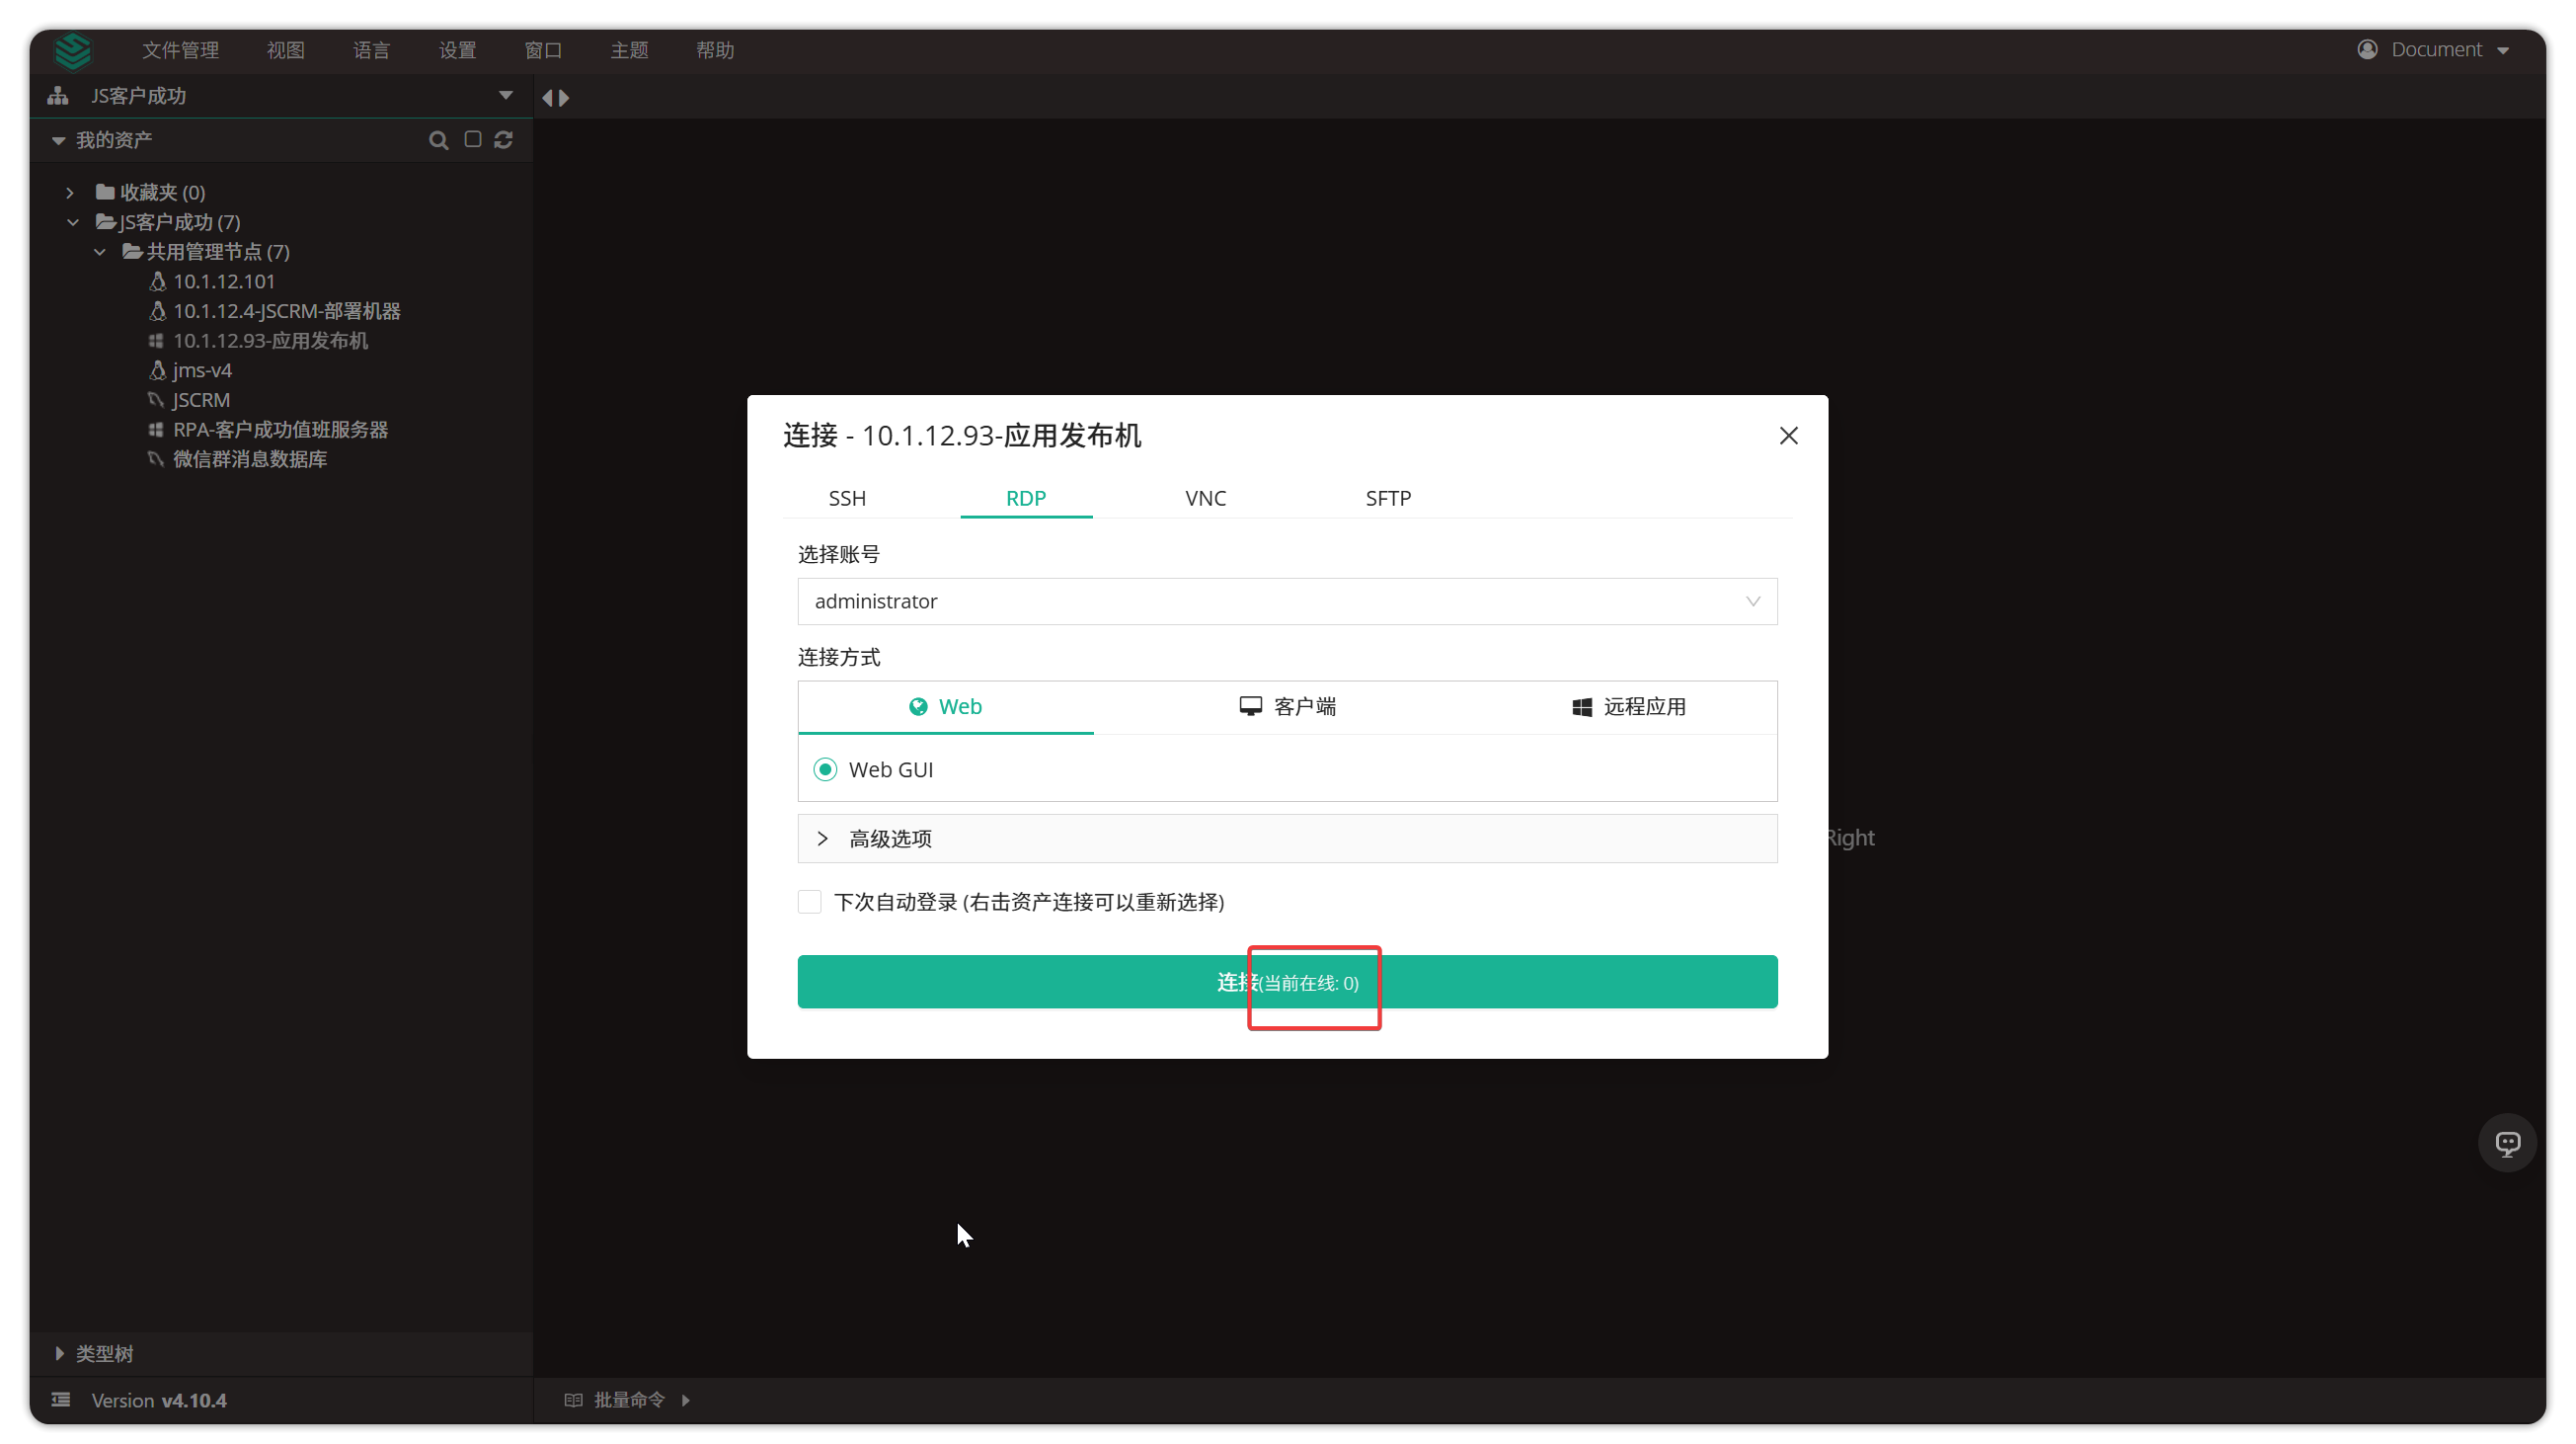 文件管理 视图 语言 设置 窗口 主题 帮助 Document
JS客户成功
我的资产
收藏夹 (0)
JS客户成功 (7)
共用管理节点 (7)
10.1.12.101
10.1.12.4-JSCRM-部署机器
10.1.12.93-应用发布机
jms-v4
JSCRM
RPA-客户成功值班服务器
微信群消息数据库
连接 - 10.1.12.93-应用发布机
SSH RDP VNC SFTP
选择账号
administrator
连接方式
Web 客户端 远程应用
Web GUI
高级选项
Right
下次自动登录 (右击资产连接可以重新选择)
连接(当前在线: 0)
类型树
Version v4.10.4
批量命令